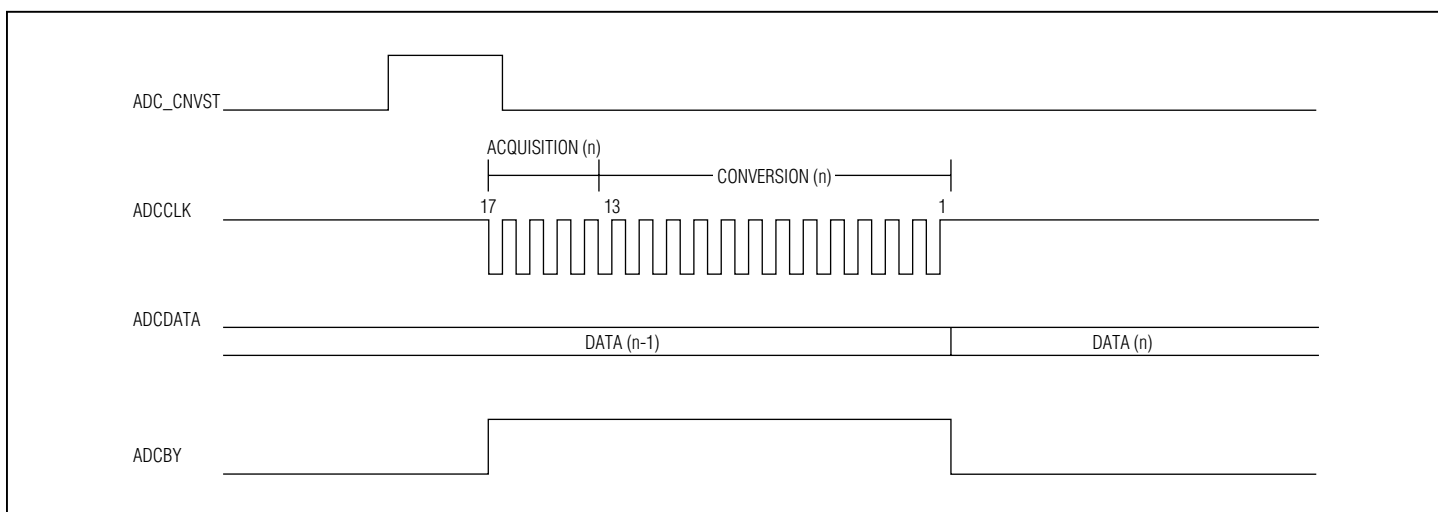 ADC_CNVST
ACQUISITION (n)
CONVERSION (n)
ADCCLK
17
13
1
ADCDATA
DATA (n-1)
DATA (n)
ADCBY